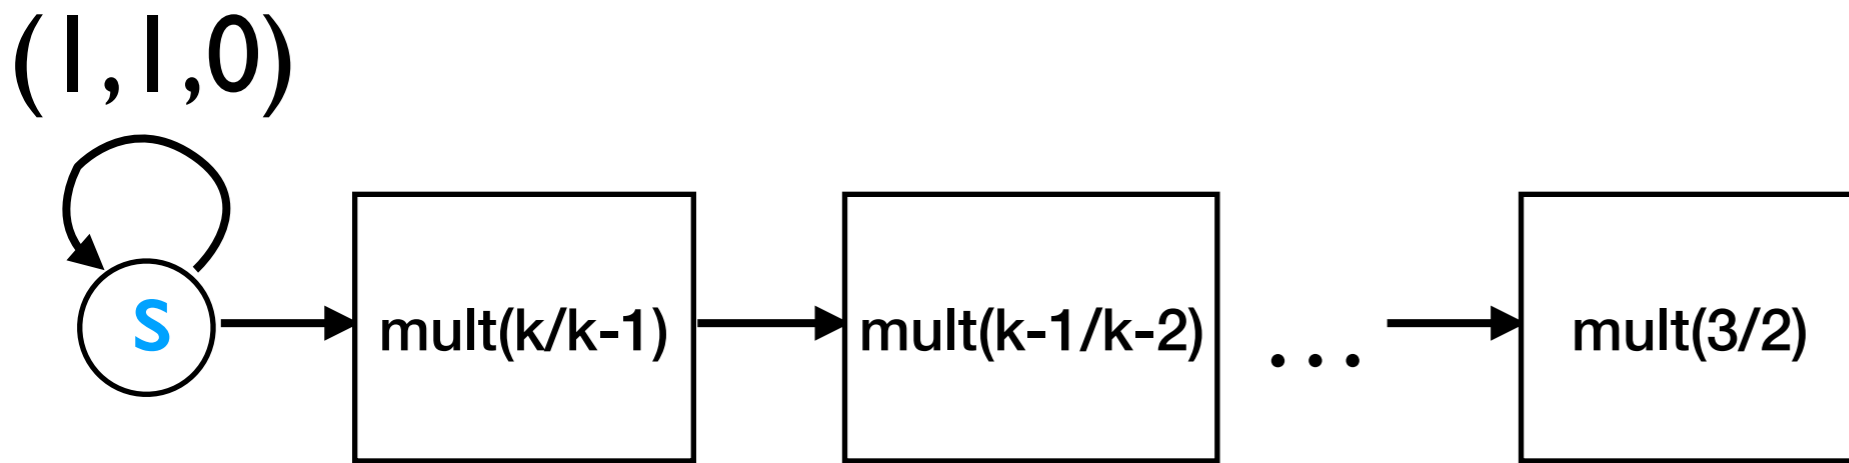 (1,1,0)
S
mult(k/k-1)
mult(k-1/k-2)
...
mult(3/2)